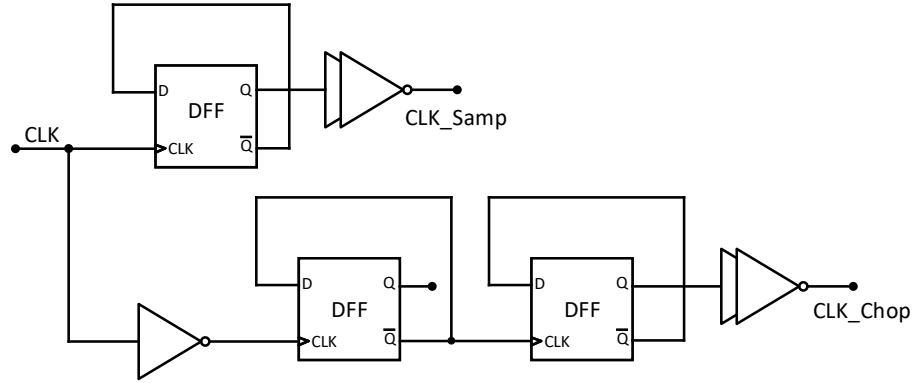 D Q
DFF
CLK_Samp
CLK
CLK Q
D Q D Q
DFF DFF
CLK_Chop
CLK Q CLK Q